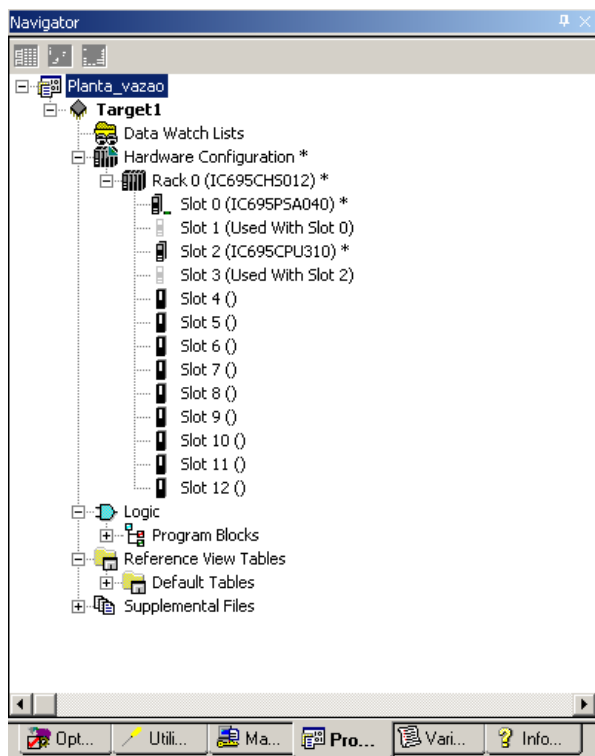 Navigator
Planta_vazao
Target1
Data Watch Lists
Hardware Configuration *
Rack 0 (IC695CHS012) *
Slot 0 (IC695PSA040) *
Slot 1 (Used With Slot 0)
Slot 2 (IC695CPU310) *
Slot 3 (Used With Slot 2)
Slot 4 ()
Slot 5 ()
Slot 6 ()
Slot 7 ()
Slot 8 ()
Slot 9 ()
Slot 10 ()
Slot 11 ()
Slot 12 ()
Logic
Program Blocks
Reference View Tables
Default Tables
Supplemental Files
Opt... Utili... Ma... Pro... Vari... Info...